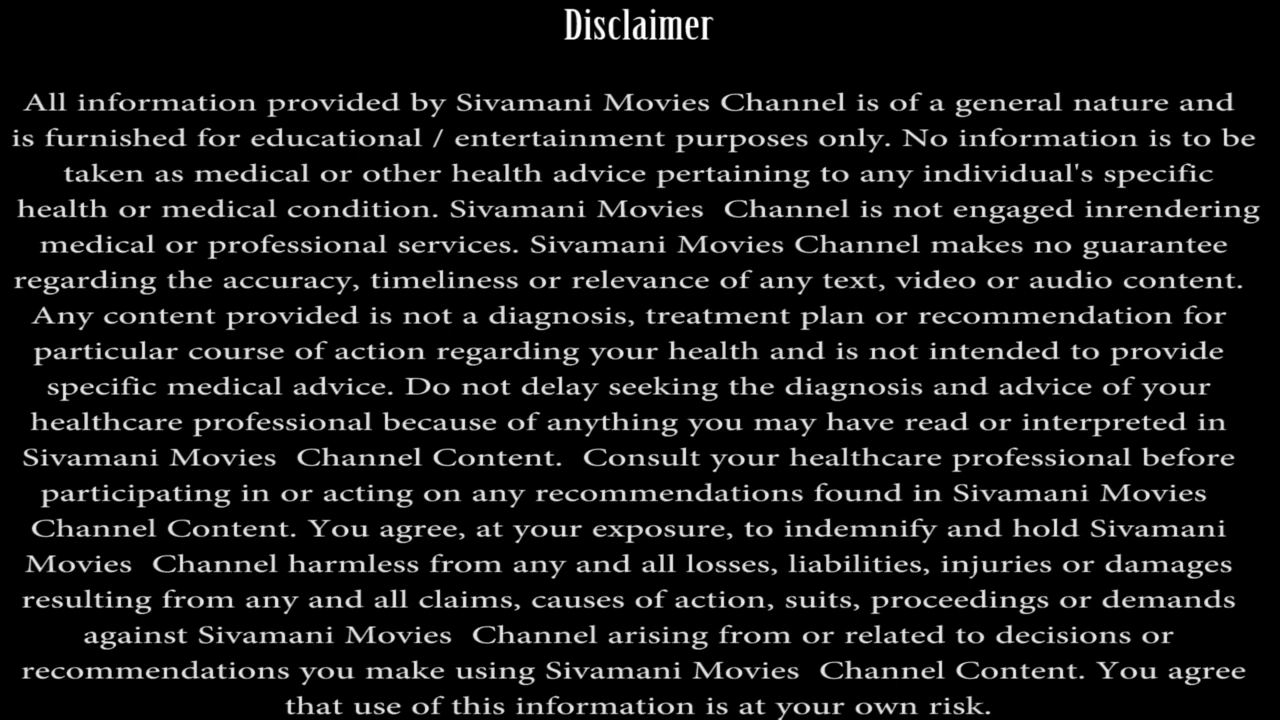 Disclaimer
All information provided by Sivamani Movies Channel is of a general nature and
is furnished for educational / entertainment purposes only. No information is to be
taken as medical or other health advice pertaining to any individual's specific
health or medical condition. Sivamani Movies  Channel is not engaged inrendering
medical or professional services. Sivamani Movies Channel makes no guarantee
regarding the accuracy, timeliness or relevance of any text, video or audio content.
Any content provided is not a diagnosis, treatment plan or recommendation for
particular course of action regarding your health and is not intended to provide
specific medical advice. Do not delay seeking the diagnosis and advice of your
healthcare professional because of anything you may have read or interpreted in
Sivamani Movies  Channel Content.  Consult your healthcare professional before
participating in or acting on any recommendations found in Sivamani Movies
Channel Content. You agree, at your exposure, to indemnify and hold Sivamani
Movies  Channel harmless from any and all losses, liabilities, injuries or damages
resulting from any and all claims, causes of action, suits, proceedings or demands
against Sivamani Movies  Channel arising from or related to decisions or
recommendations you make using Sivamani Movies  Channel Content. You agree
that use of this information is at your own risk.